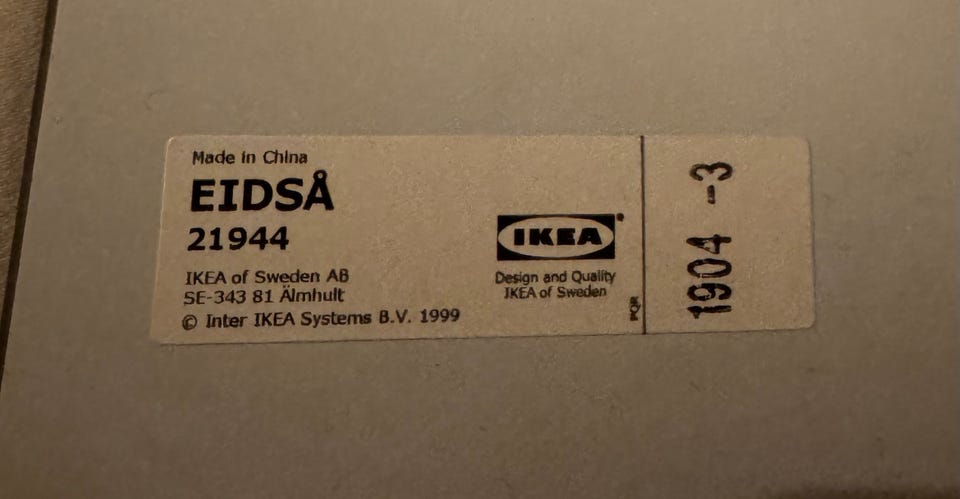 Made in China
EIDSÅ
21944
IKEA of Sweden AB
SE-343 81 Älmhult
© Inter IKEA Systems B.V. 1999
IKEA®
Design and Quality
IKEA of Sweden
PQR
1904 -3